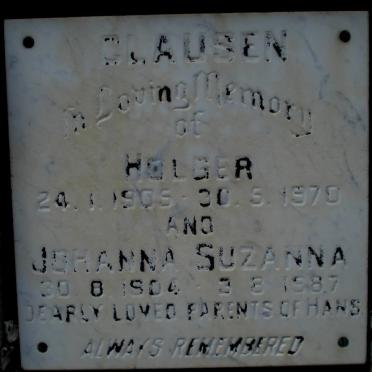 CLAUSEN
In Loving Memory
OF
HOLGER
24.1.1905 - 30.5.1970
AND
JOHANNA SUZANNA
30.8.1904 - 3.8.1987
DEARLY LOVED PARENTS OF HANS
ALWAYS REMEMBERED